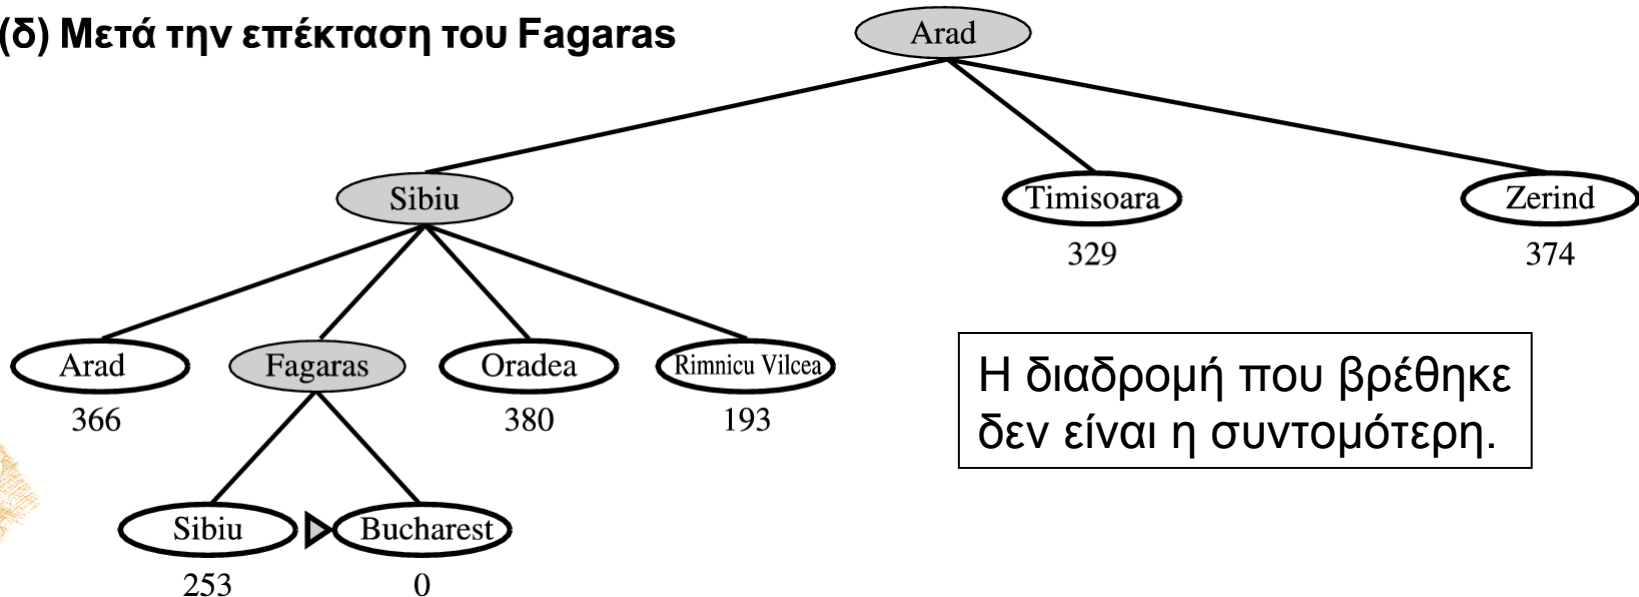 (δ) Μετά την επέκταση του Fagaras
Arad
Sibiu
Timisoara
Zerind
329
374
Arad
Fagaras
Oradea
Rimnicu Vilcea
366
380
193
Η διαδρομή που βρέθηκε
δεν είναι η συντομότερη.
Sibiu
Bucharest
253
0